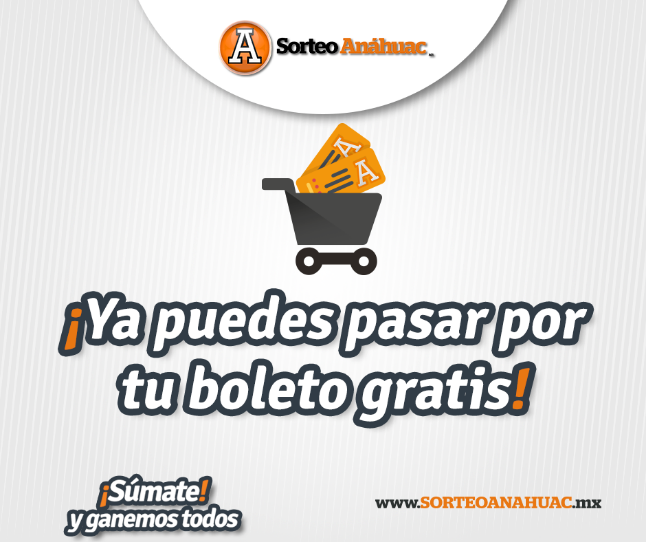 A Sorteo Anáhuac
A
A
¡Ya puedes pasar por
tu boleto gratis!
¡Súmate!
y ganemos todos
www.SORTEOANAHUAC.mx